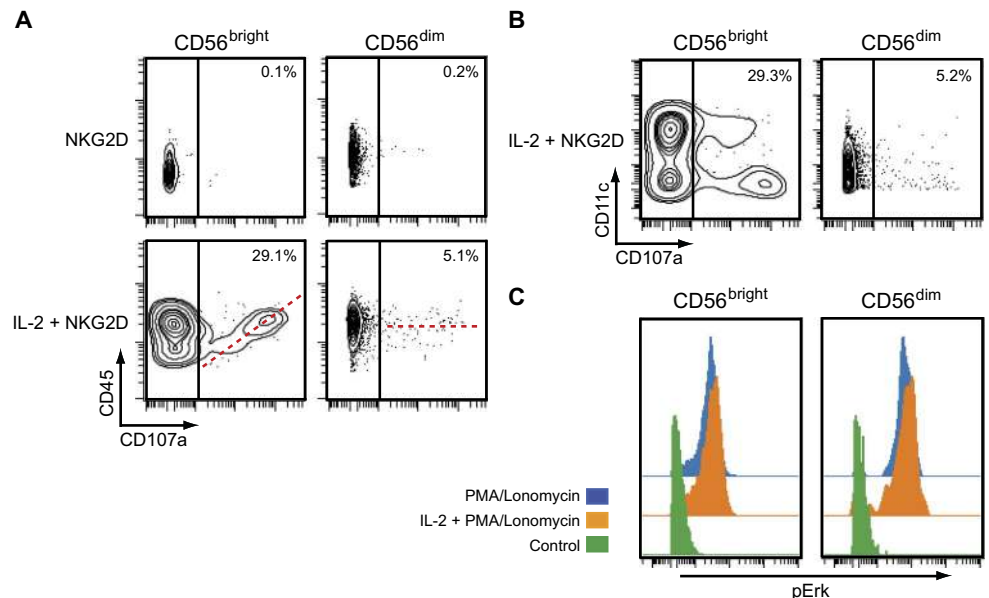 A
CD56bright
CD56dim
NKG2D
0.1%
0.2%
IL-2 + NKG2D
29.1%
5.1%
CD45
CD107a
B
CD56bright
CD56dim
IL-2 + NKG2D
29.3%
5.2%
CD11c
CD107a
C
CD56bright
CD56dim
PMA/Lonomycin
IL-2 + PMA/Lonomycin
Control
pErk